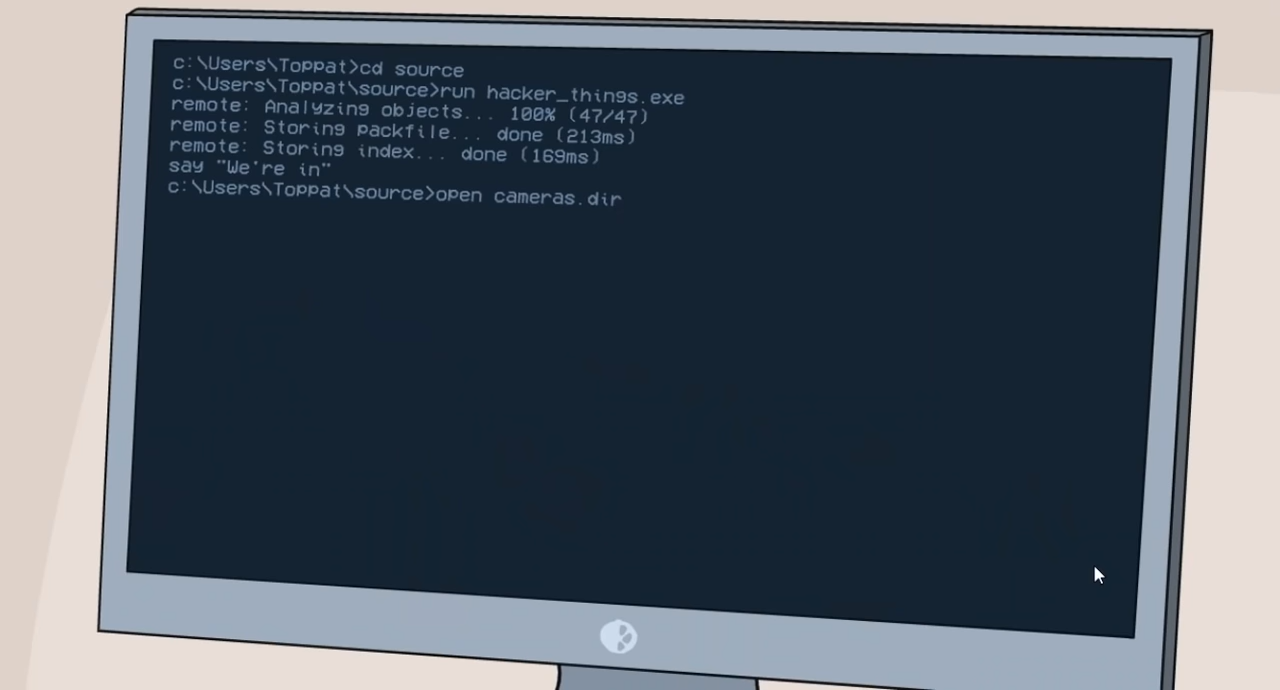 c:\Users\Toppat>cd source
c:\Users\Toppat\source>run hacker_things.exe
remote: Analyzing objects... 100% (47/47)
remote: Storing packfile... done (213ms)
remote: Storing index... done (169ms)
say "We're in"
c:\Users\Toppat\source>open cameras.dir